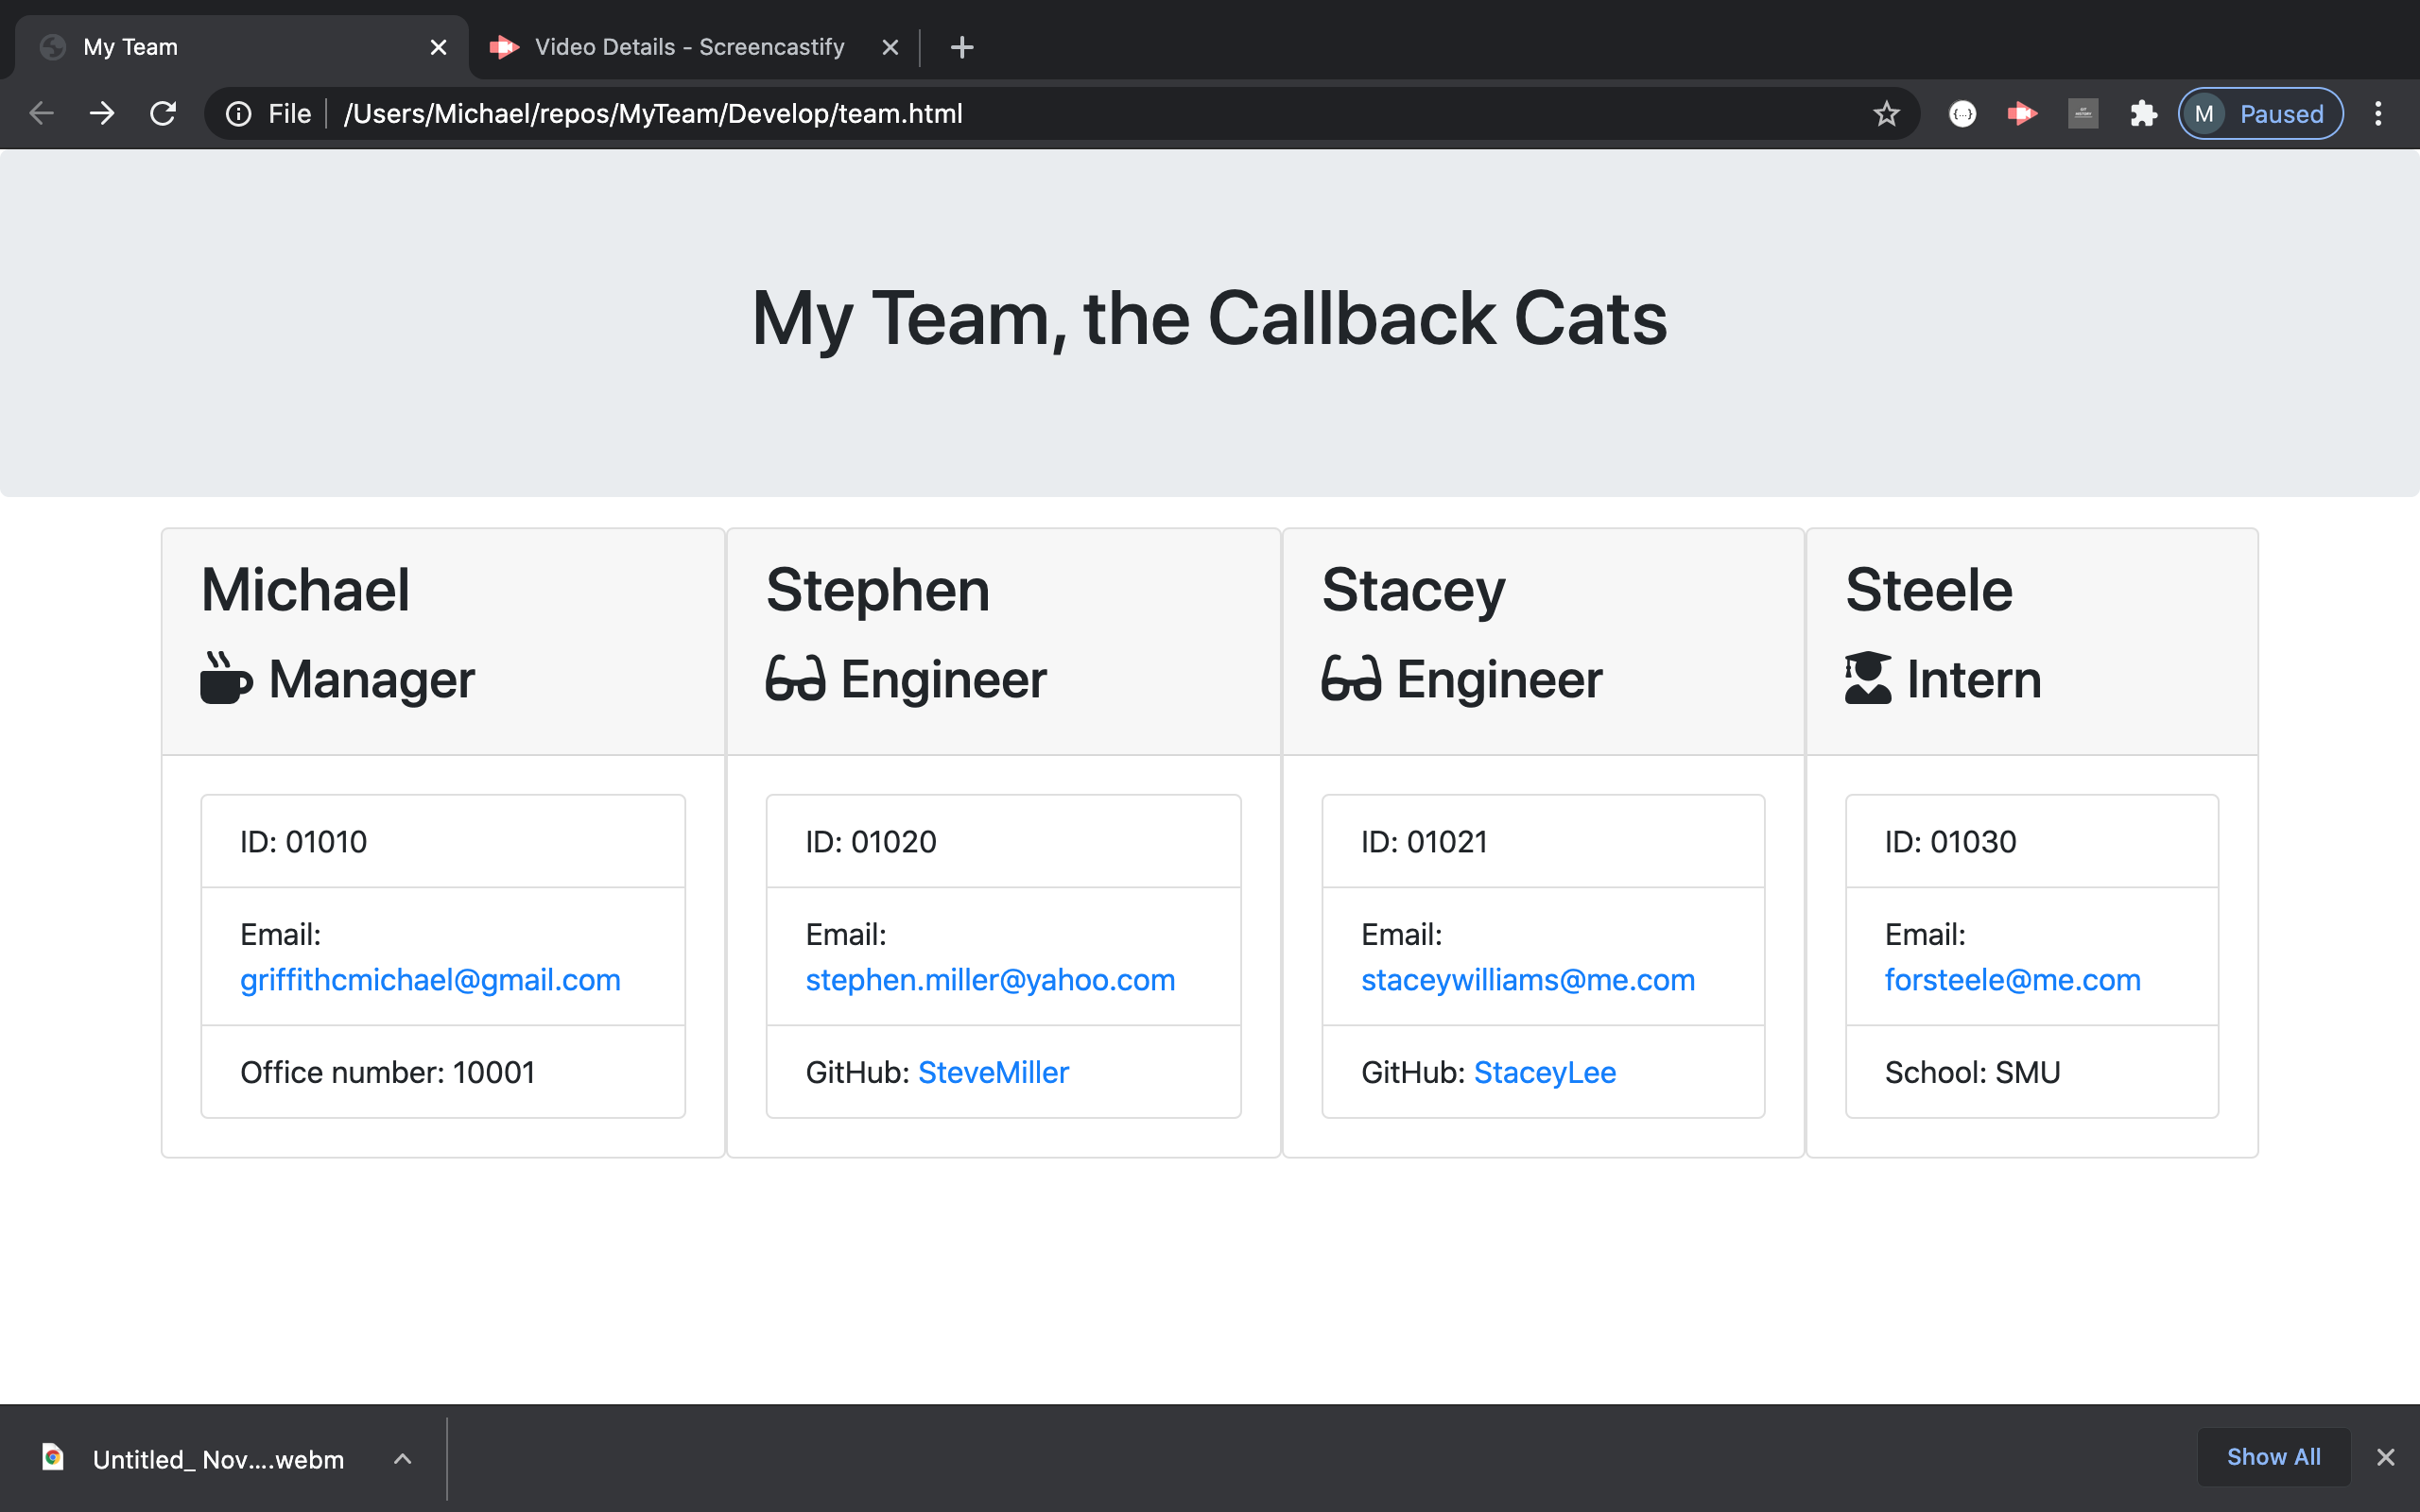 My Team
Video Details - Screencastify
File
/Users/Michael/repos/MyTeam/Develop/team.html
M
Paused
My Team, the Callback Cats
Michael
Manager
ID: 01010
Email:
griffithcmichael@gmail.com
Office number: 10001
Stephen
Engineer
ID: 01020
Email:
stephen.miller@yahoo.com
GitHub: SteveMiller
Stacey
Engineer
ID: 01021
Email:
staceywilliams@me.com
GitHub: StaceyLee
Steele
Intern
ID: 01030
Email:
forsteele@me.com
School: SMU
Untitled_ Nov....webm
Show All